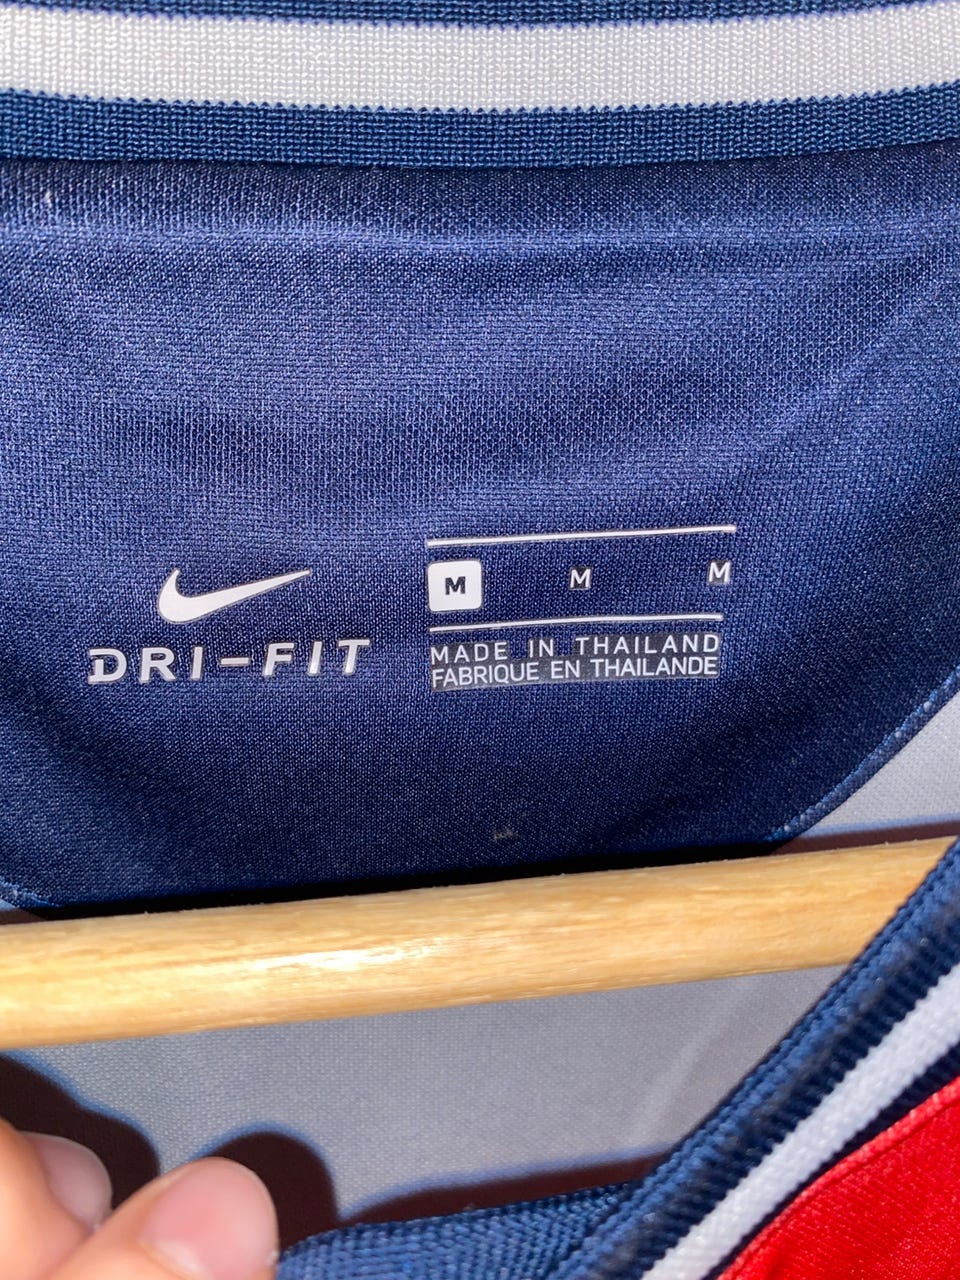 DRI-FIT
M M M
MADE IN THAILAND
FABRIQUE EN THAILANDE